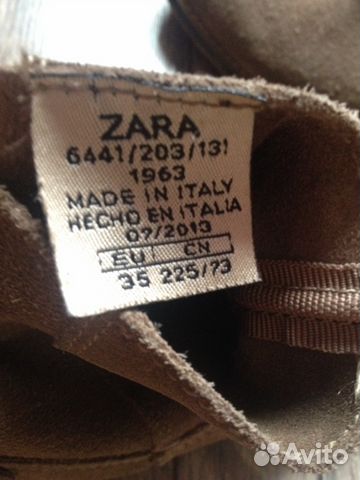 ZARA
6441/203/131
1963
MADE IN ITALY
HECHO EN ITALIA
07/2013
EU CN
35 225/73
Avito